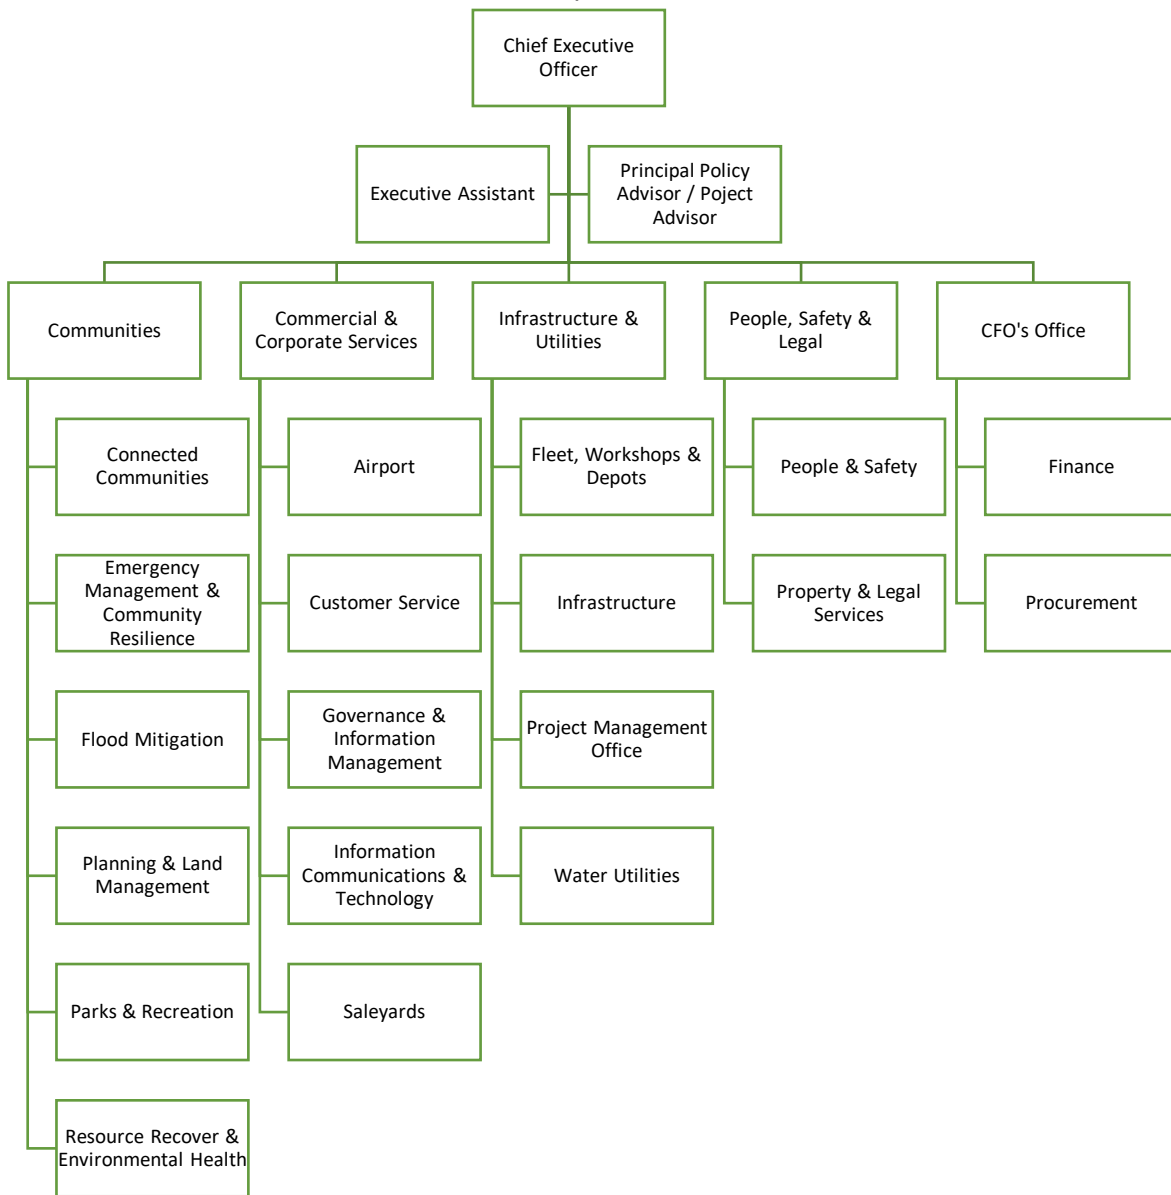 Chief Executive
Officer
Executive Assistant
Principal Policy
Advisor / Poject
Advisor
Communities
Commercial &
Corporate Services
Infrastructure &
Utilities
People, Safety &
Legal
CFO's Office
Connected
Communities
Airport
Fleet, Workshops &
Depots
People & Safety
Finance
Emergency
Management &
Community
Resilience
Customer Service
Infrastructure
Property & Legal
Services
Procurement
Flood Mitigation
Governance &
Information
Management
Project Management
Office
Planning & Land
Management
Information
Communications &
Technology
Water Utilities
Parks & Recreation
Saleyards
Resource Recover &
Environmental Health